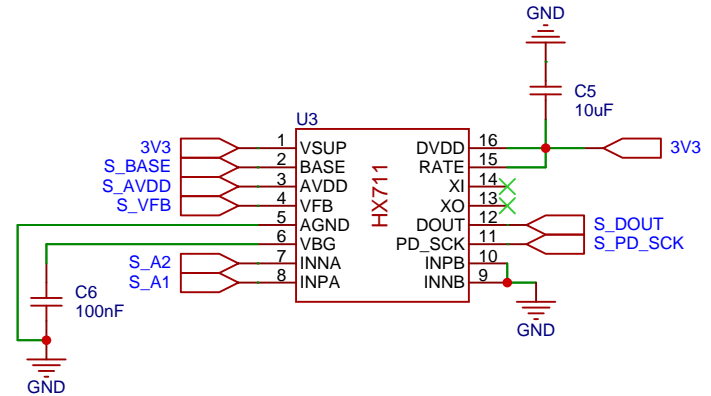 GND
C5
10uF
U3
3V3
1
VSUP
DVDD
16
3V3
S_BASE
2
BASE
RATE
15
S_AVDD
3
AVDD
XI
14
S_VFB
4
VFB
XO
13
5
AGND
DOUT
12
S_DOUT
6
VBG
PD_SCK
11
S_PD_SCK
S_A2
7
INNA
INPB
10
S_A1
8
INPA
INNB
9
HX711
C6
100nF
GND
GND